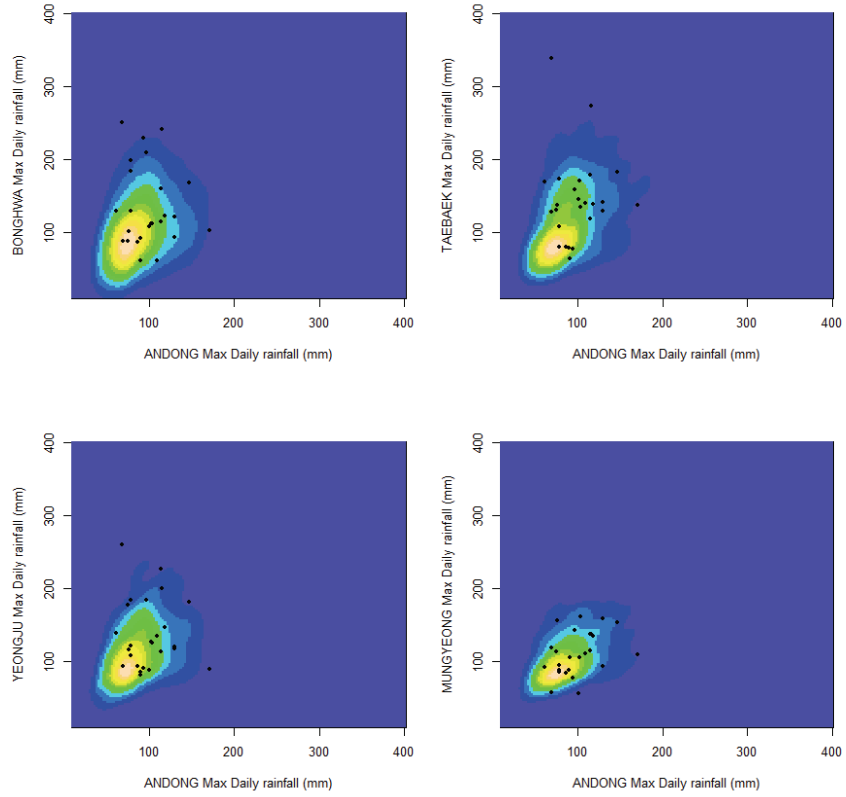 400
300
200
100
BONGHWA Max Daily rainfall (mm)
100 200 300 400
ANDONG Max Daily rainfall (mm)
400
300
200
100
TAEBAEK Max Daily rainfall (mm)
100 200 300 400
ANDONG Max Daily rainfall (mm)
400
300
200
100
YEONGJU Max Daily rainfall (mm)
100 200 300 400
ANDONG Max Daily rainfall (mm)
400
300
200
100
MUNGYEONG Max Daily rainfall (mm)
100 200 300 400
ANDONG Max Daily rainfall (mm)